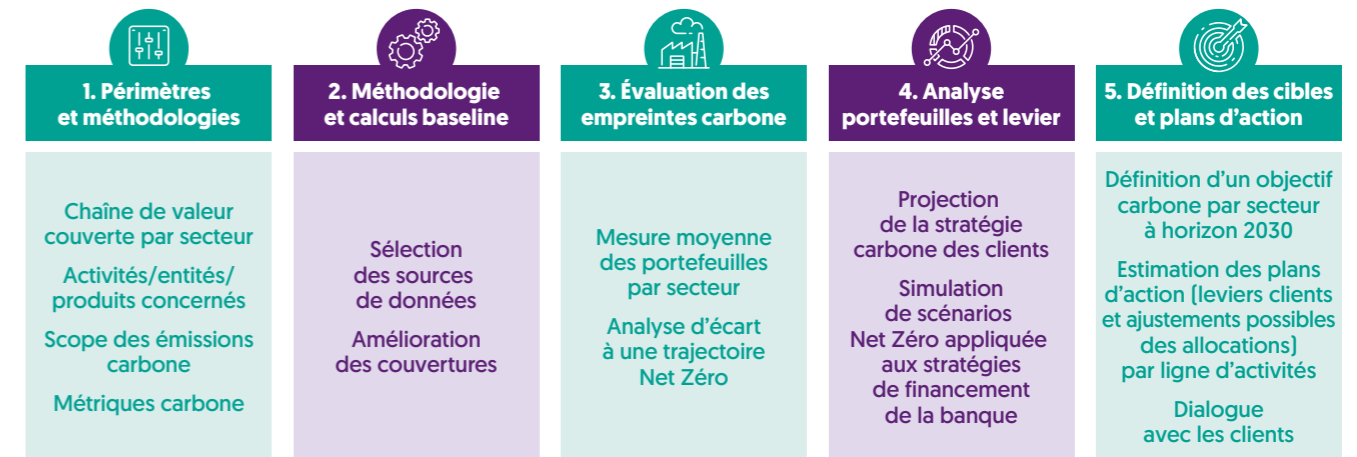 1. Périmètres
et méthodologies
Chaîne de valeur
couverte par secteur
Activités/entités/
produits concernés
Scope des émissions
carbone
Métriques carbone
2. Méthodologie
et calculs baseline
Sélection
des sources
de données
Amélioration
des couvertures
3. Évaluation des
empreintes carbone
Mesure moyenne
des portefeuilles
par secteur
Analyse d’écart
à une trajectoire
Net Zéro
4. Analyse
portefeuilles et levier
Projection
de la stratégie
carbone des clients
Simulation
de scénarios
Net Zéro appliquée
aux stratégies
de financement
de la banque
5. Définition des cibles
et plans d’action
Définition d’un objectif
carbone par secteur
à horizon 2030
Estimation des plans
d’action (leviers clients
et ajustements possibles
des allocations)
par ligne d’activités
Dialogue
avec les clients